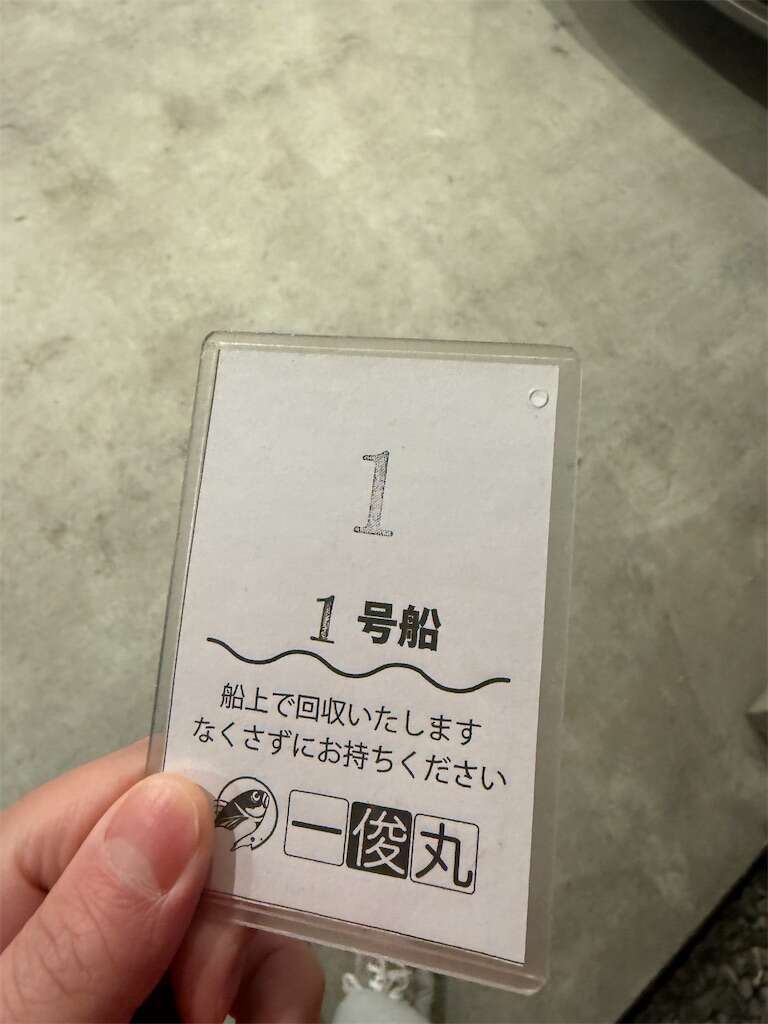 1
1号船
船上で回収いたします
なくさずにお持ちください
一俊丸